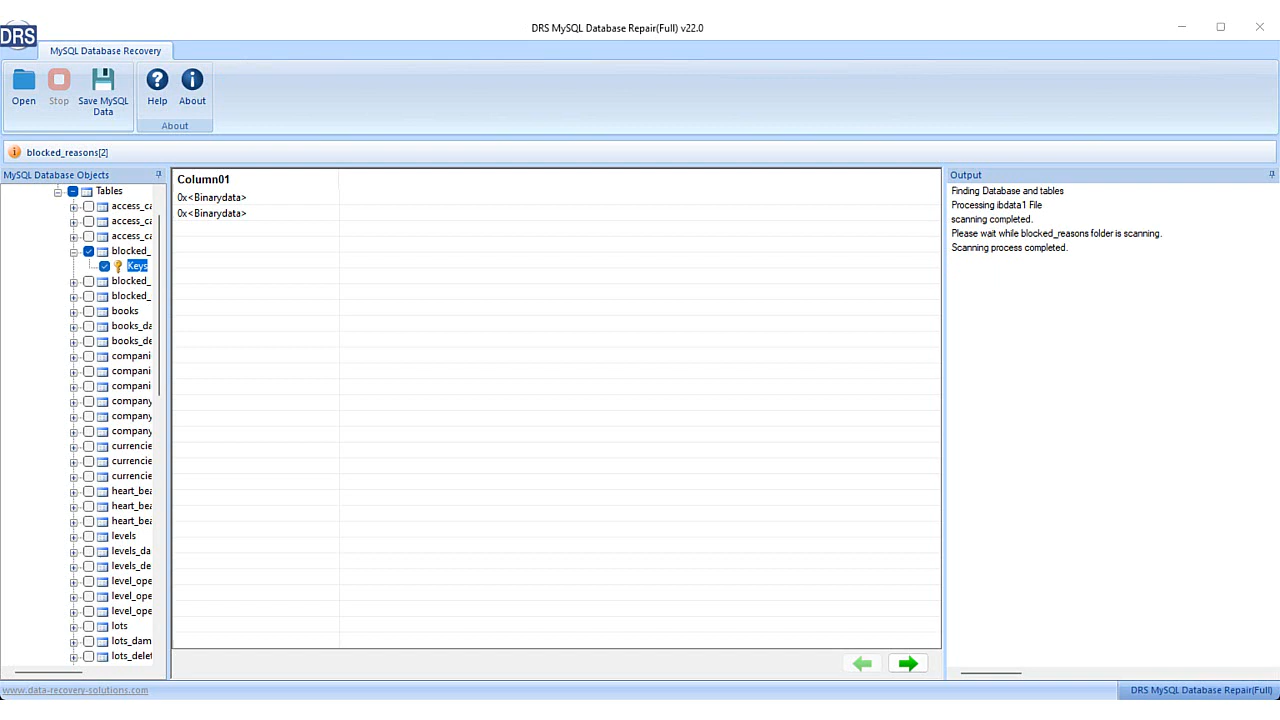 DRS MySQL Database Repair(Full) v22.0
DRS
MySQL Database Recovery
Open
Stop
Save MySQL
Data
Help
About
About
blocked_reasons[2]
MySQL Database Objects
Tables
access_ca
access_ca
access_ca
blocked_
Keys
blocked_
blocked_
books
books_da
books_de
compani
compani
compani
company
company
company
currencie
currencie
currencie
heart_bea
heart_bea
heart_bea
levels
levels_da
levels_de
level_ope
level_ope
level_ope
lots
lots_dam
lots_delet
Column01
0x<Binarydata>
0x<Binarydata>
Output
Finding Database and tables
Processing ibdata1 File
scanning completed.
Please wait while blocked_reasons folder is scanning.
Scanning process completed.
www.data-recovery-solutions.com
DRS MySQL Database Repair(Full)